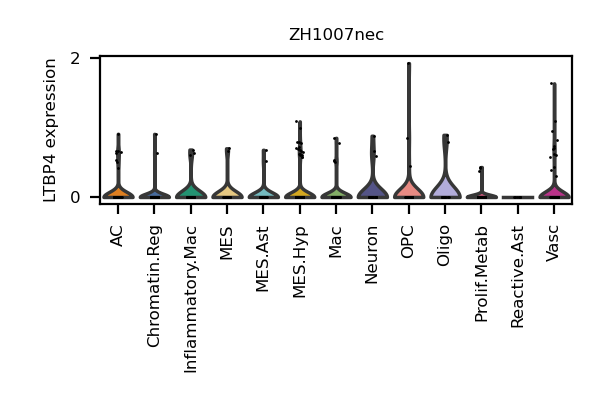 ZH1007nec
LTBP4 expression
2
0
AC
Chromatin.Reg
Inflammatory.Mac
MES
MES.Ast
MES.Hyp
Mac
Neuron
OPC
Oligo
Prolif.Metab
Reactive.Ast
Vasc